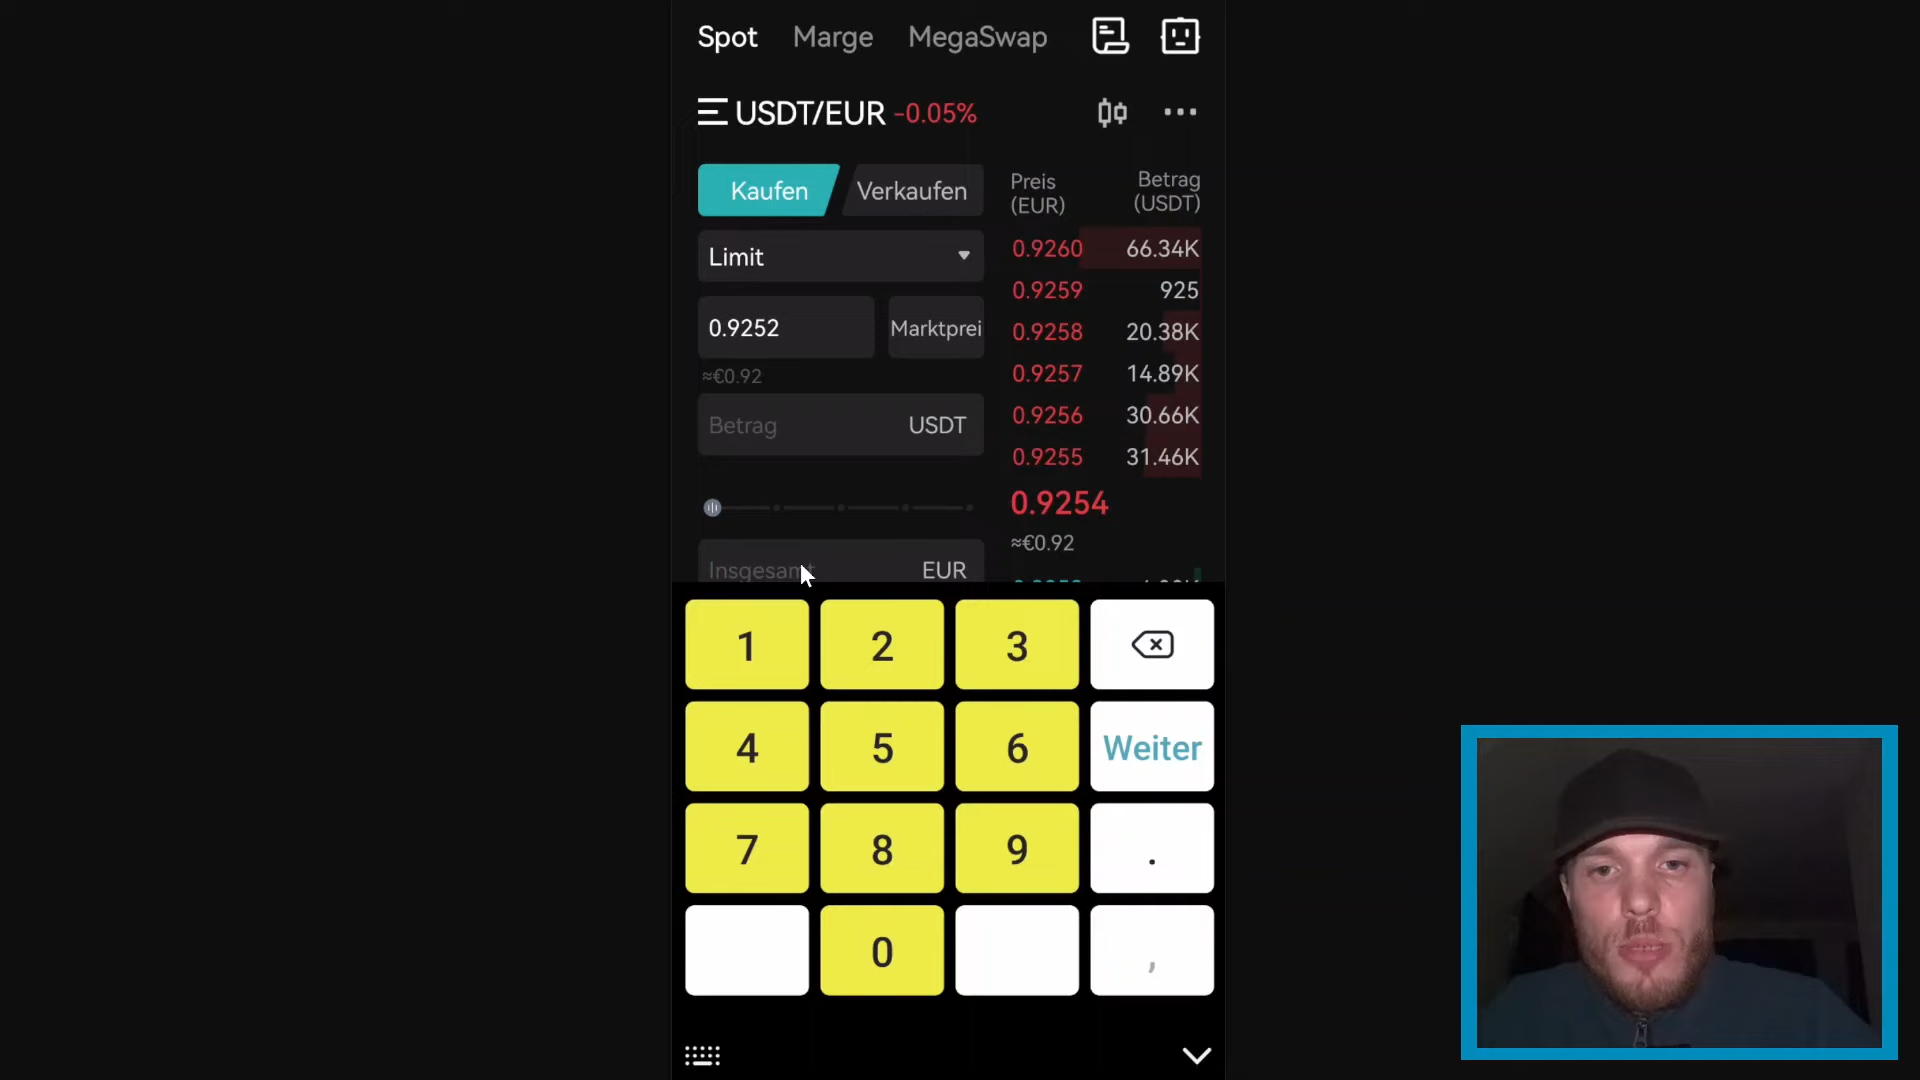 Spot Marge MegaSwap
USDT/EUR -0.05%
Kaufen Verkaufen
Limit
0.9252 Marktprei
≈€0.92
Betrag USDT
Insgesamt EUR
Preis Betrag
(EUR) (USDT)
0.9260 66.34K
0.9259 925
0.9258 20.38K
0.9257 14.89K
0.9256 30.66K
0.9255 31.46K
0.9254
≈€0.92
1 2 3
4 5 6 Weiter
7 8 9 .
0 ,